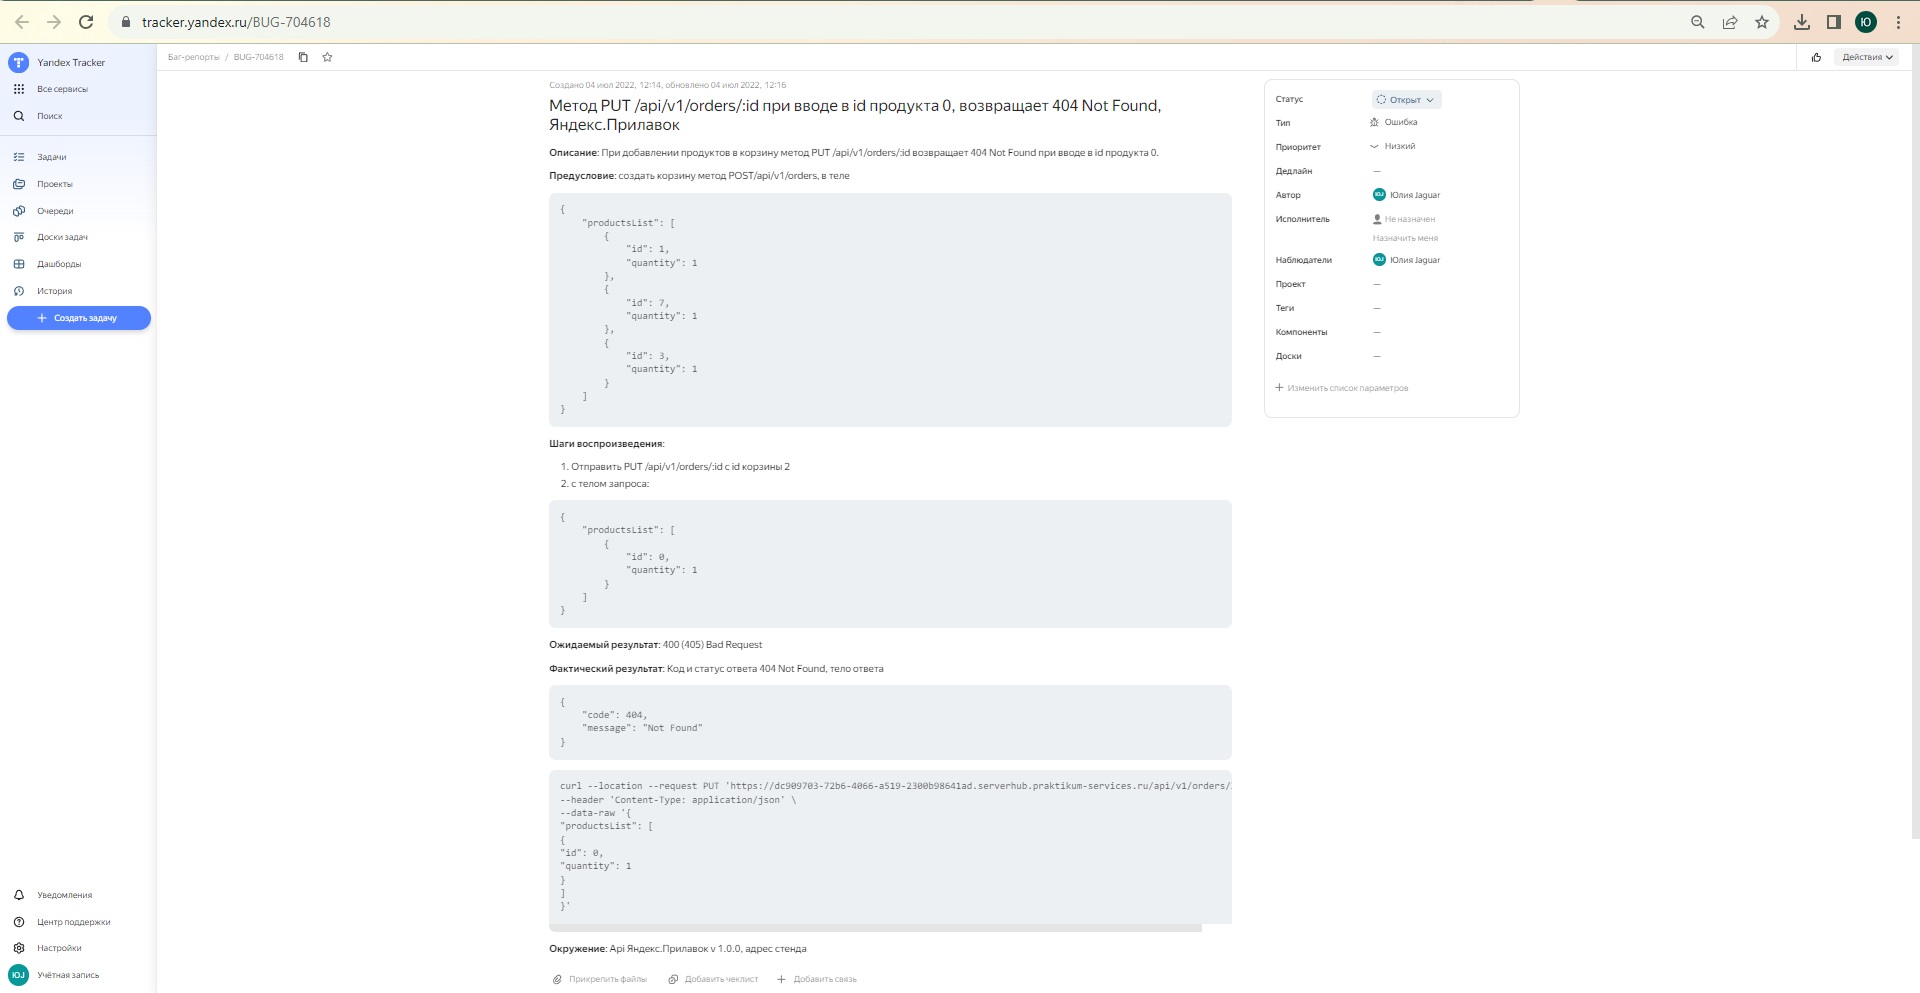 tracker.yandex.ru/BUG-704618
Ю
Yandex Tracker
Все сервисы
Поиск
Задачи
Проекты
Очереди
Доски задач
Дашборды
История
+ Создать задачу
Уведомления
Центр поддержки
Настройки
ЮJ Учётная запись
Баг-репорты / BUG-704618
Действия
Создано 04 июл 2022, 12:14, обновлено 04 июл 2022, 12:16
Метод PUT /api/v1/orders/:id при вводе в id продукта 0, возвращает 404 Not Found,
Яндекс.Прилавок
Описание: При добавлении продуктов в корзину метод PUT /api/v1/orders/:id возвращает 404 Not Found при вводе в id продукта 0.
Предусловие: создать корзину метод POST/api/v1/orders, в теле
{
"productsList": [
{
"id": 1,
"quantity": 1
},
{
"id": 7,
"quantity": 1
},
{
"id": 3,
"quantity": 1
}
]
}
Шаги воспроизведения:
1. Отправить PUT /api/v1/orders/:id с id корзины 2
2. с телом запроса:
{
"productsList": [
{
"id": 0,
"quantity": 1
}
]
}
Ожидаемый результат: 400 (405) Bad Request
Фактический результат: Код и статус ответа 404 Not Found, тело ответа
{
"code": 404,
"message": "Not Found"
}
curl --location --request PUT 'https://dc909703-72b6-4066-a519-2300b98641ad.serverhub.praktikum-services.ru/api/v1/orders/
--header 'Content-Type: application/json' \
--data-raw '{
"productsList": [
{
"id": 0,
"quantity": 1
}
]
}'
Окружение: Api Яндекс.Прилавок v 1.0.0, адрес стенда
Прикрепить файлы Добавить чеклист + Добавить связь
Статус Открыт
Тип Ошибка
Приоритет Низкий
Дедлайн —
Автор ЮJ Юлия Jaguar
Исполнитель Не назначен
Назначить меня
Наблюдатели ЮJ Юлия Jaguar
Проект —
Теги —
Компоненты —
Доски —
+ Изменить список параметров